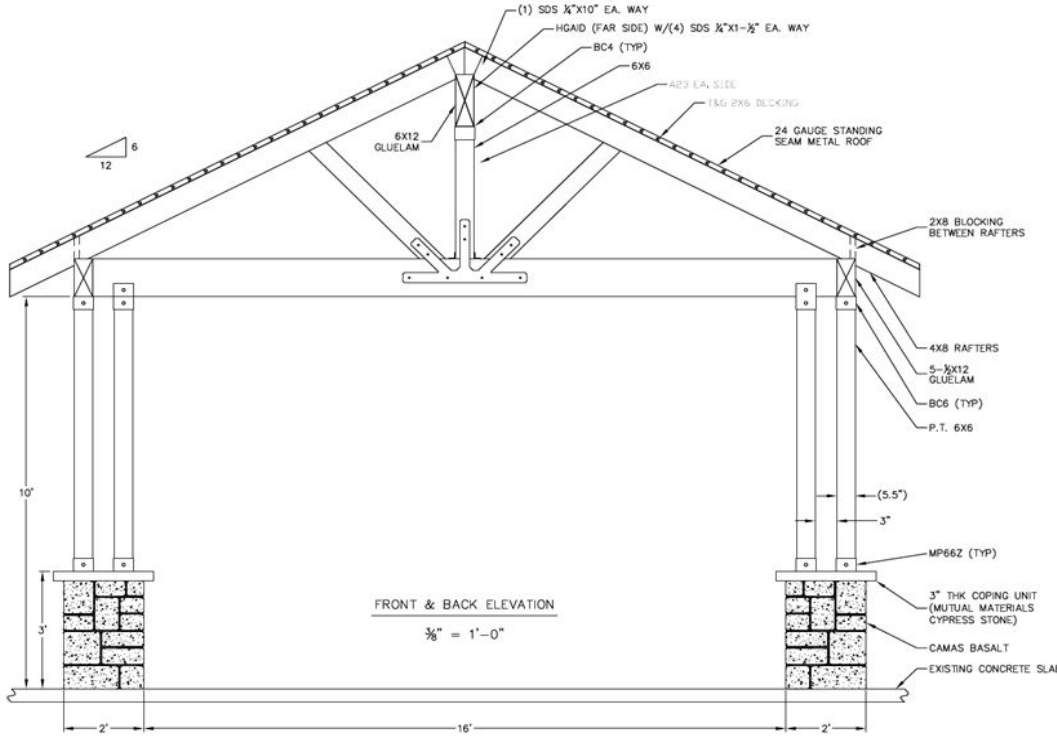 (1) SDS ¼"X10" EA. WAY
HGAID (FAR SIDE) W/(4) SDS ¼"X1-½" EA. WAY
BC4 (TYP)
6X6
A23 EA. SIDE
T&G 2X6 DECKING
24 GAUGE STANDING
SEAM METAL ROOF
6X12
GLUELAM
6
12
2X8 BLOCKING
BETWEEN RAFTERS
4X8 RAFTERS
5-½X12
GLUELAM
BC6 (TYP)
P.T. 6X6
10'
(5.5")
3"
MP66Z (TYP)
3" THK COPING UNIT
(MUTUAL MATERIALS
CYPRESS STONE)
3'
FRONT & BACK ELEVATION
⅜" = 1'-0"
CAMAS BASALT
EXISTING CONCRETE SLAB
2'
16'
2'